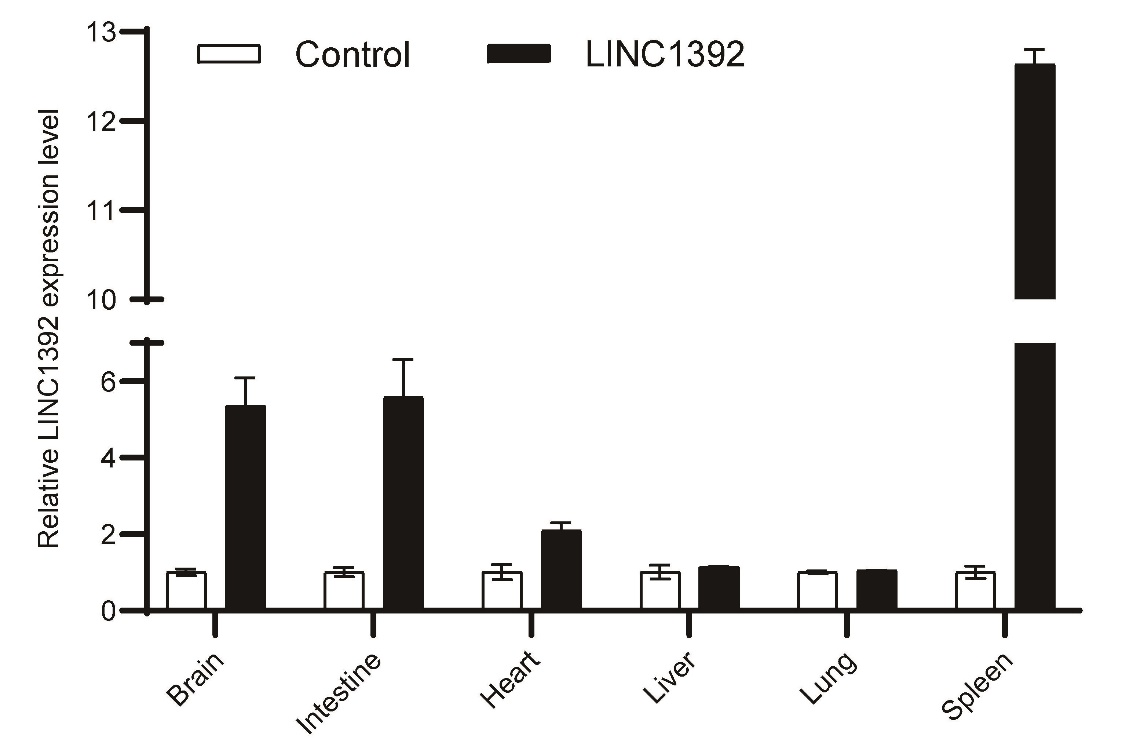 Control LINC1392
Relative LINC1392 expression level
13
12
11
10
6
4
2
0
Brain
Intestine
Heart
Liver
Lung
Spleen